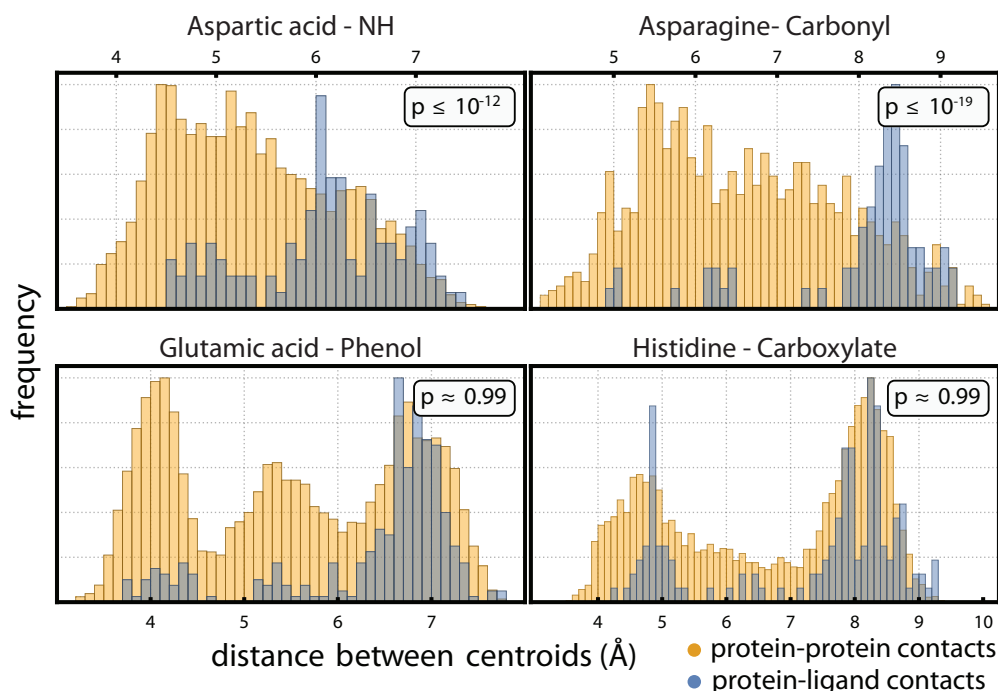 Aspartic acid - NH
Asparagine- Carbonyl
4 5 6 7
5 6 7 8 9
p ≤ 10⁻¹²
p ≤ 10⁻¹⁹
frequency
Glutamic acid - Phenol
Histidine - Carboxylate
p ≈ 0.99
p ≈ 0.99
4 5 6 7
4 5 6 7 8 9 10
distance between centroids (Å)
protein-protein contacts
protein-ligand contacts